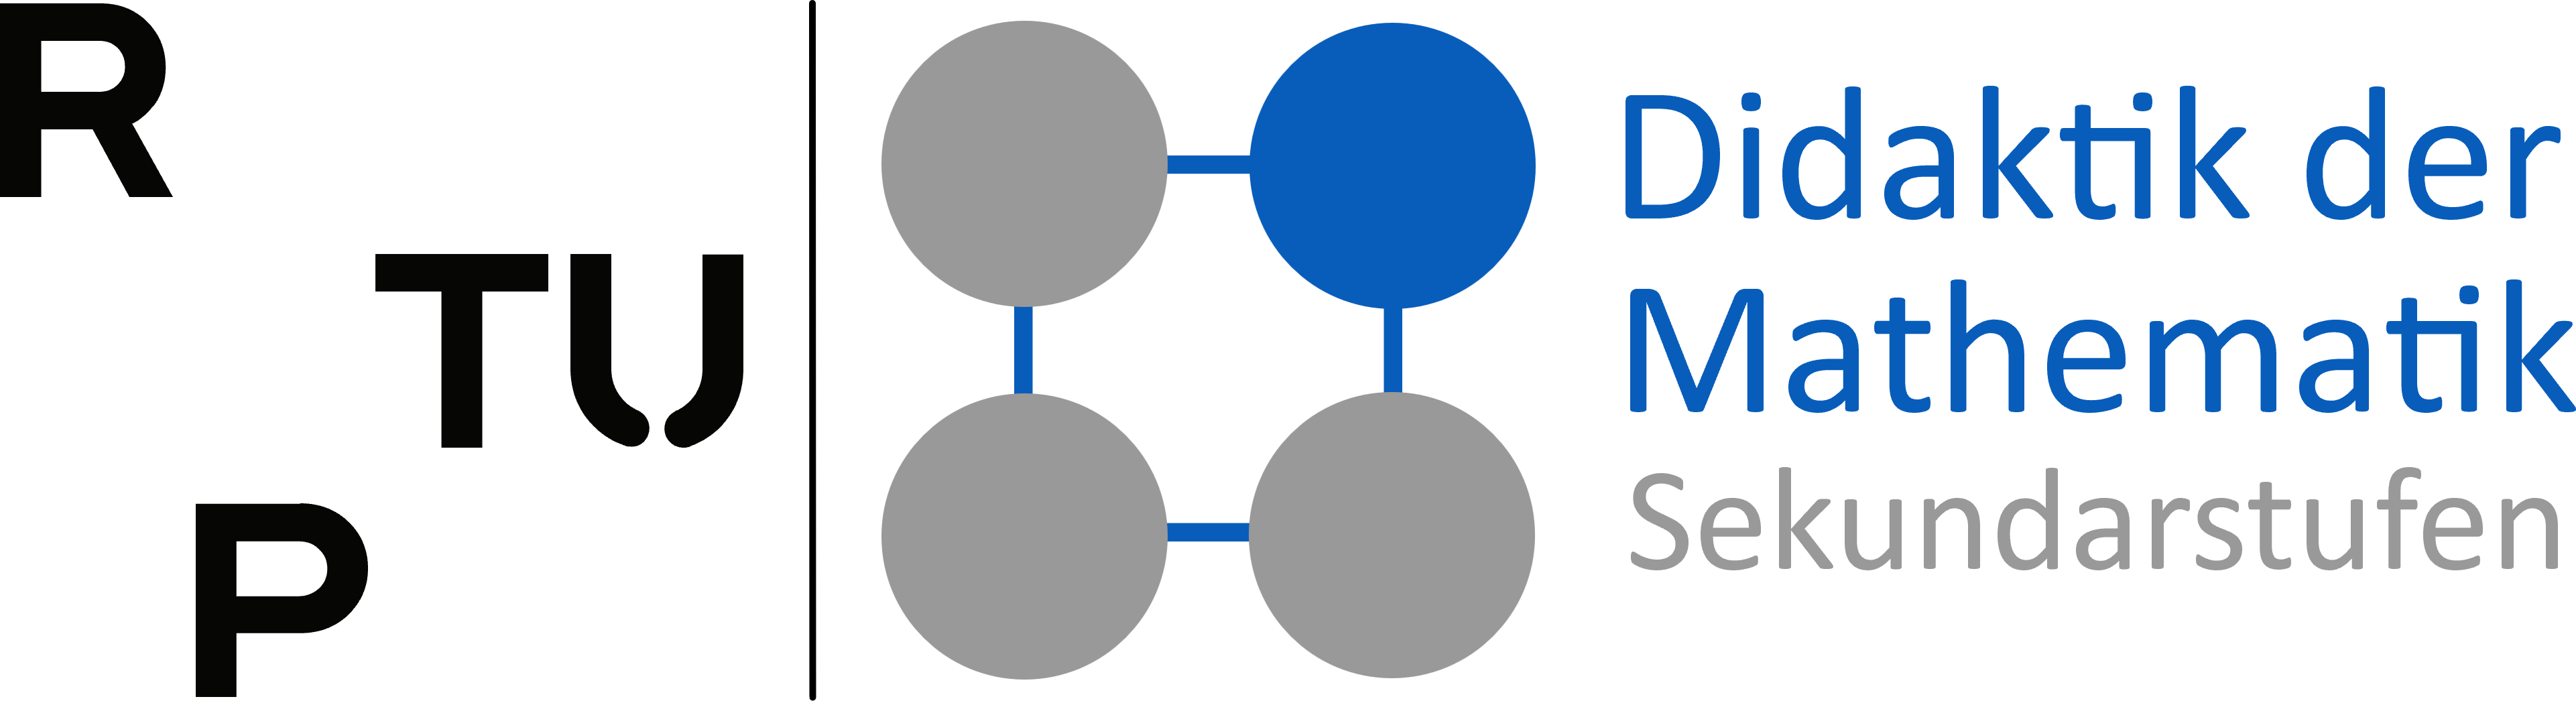 R
TU
P
Didaktik der
Mathematik
Sekundarstufen